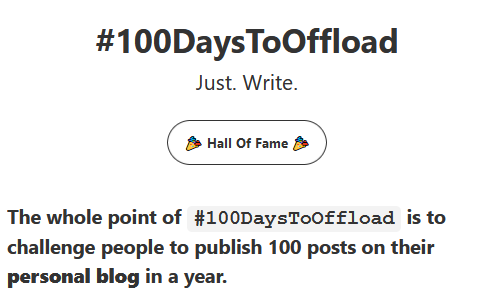 #100DaysToOffload
Just. Write.
🎉 Hall Of Fame 🎉
The whole point of #100DaysToOffload is to
challenge people to publish 100 posts on their
personal blog in a year.